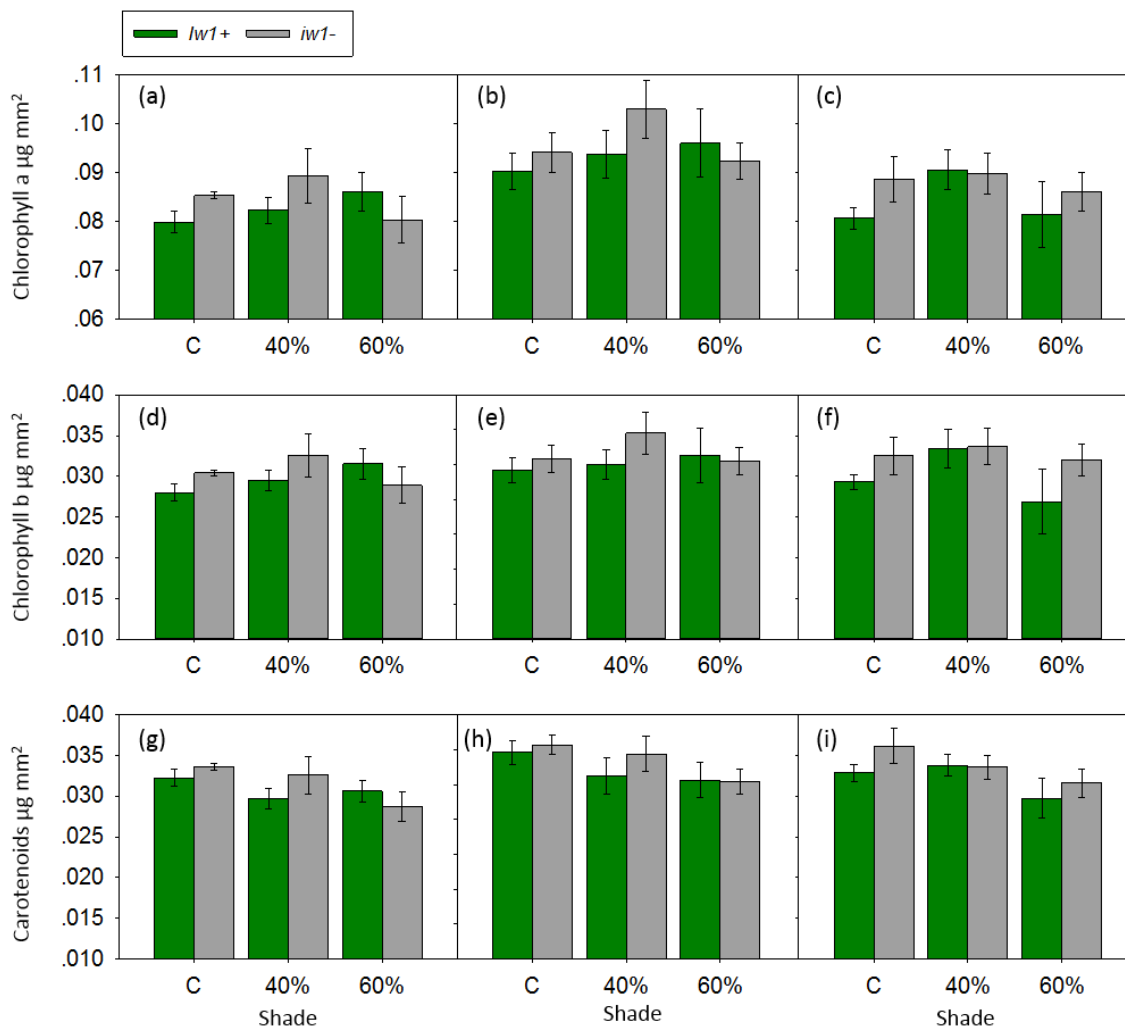 Iw1+ iw1-
(a) (b) (c)
Chlorophyll a µg mm²
.11
.10
.09
.08
.07
.06
C 40% 60% C 40% 60% C 40% 60%
(d) (e) (f)
Chlorophyll b µg mm²
.040
.035
.030
.025
.020
.015
.010
C 40% 60% C 40% 60% C 40% 60%
(g) (h) (i)
Carotenoids µg mm²
.040
.035
.030
.025
.020
.015
.010
C 40% 60% C 40% 60% C 40% 60%
Shade Shade Shade